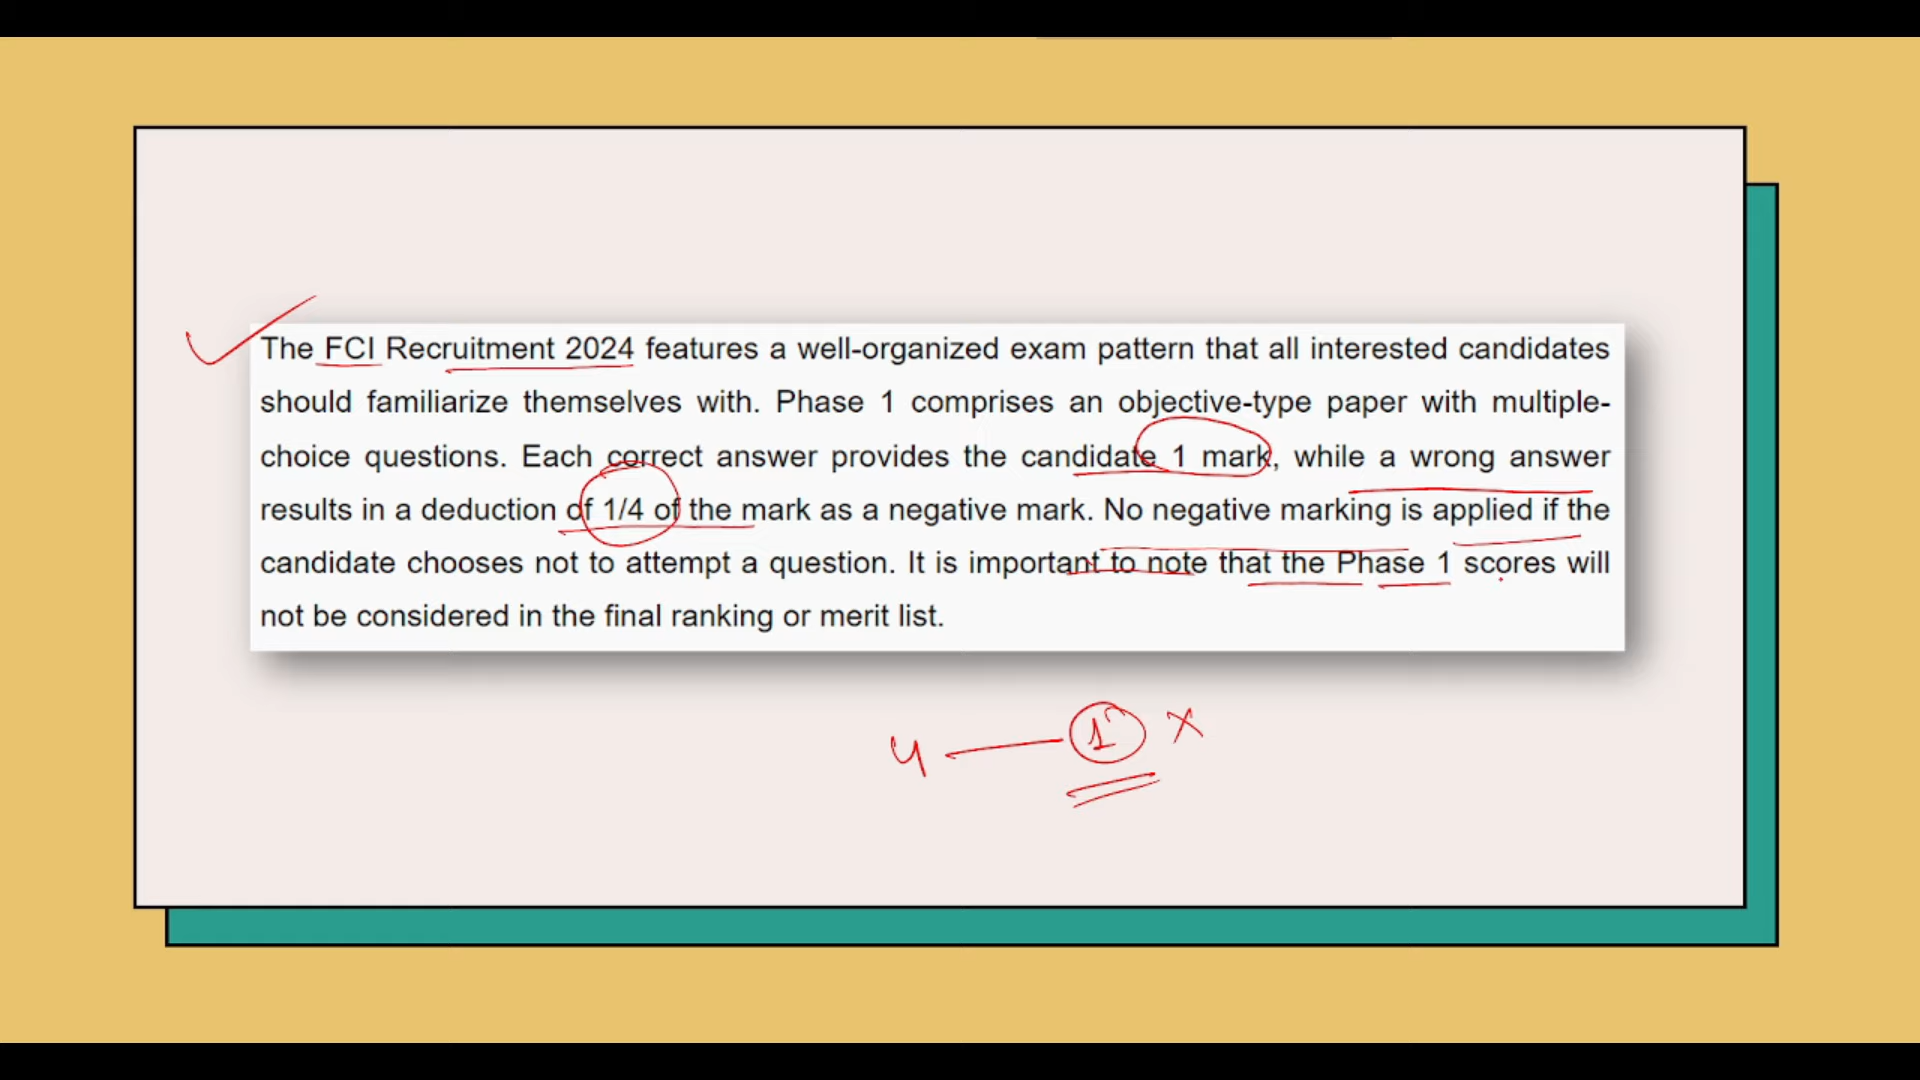 The FCI Recruitment 2024 features a well-organized exam pattern that all interested candidates
should familiarize themselves with. Phase 1 comprises an objective-type paper with multiple-
choice questions. Each correct answer provides the candidate 1 mark, while a wrong answer
results in a deduction of 1/4 of the mark as a negative mark. No negative marking is applied if the
candidate chooses not to attempt a question. It is important to note that the Phase 1 scores will
not be considered in the final ranking or merit list.
4 — 1 x